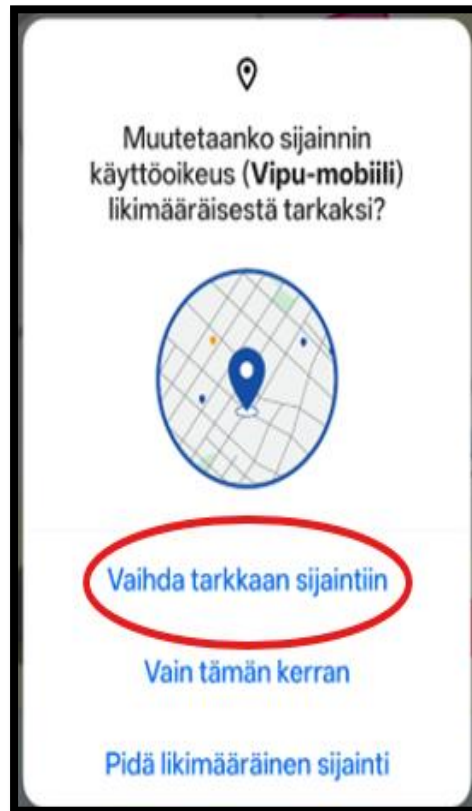 Muutetaanko sijainnin
käyttöoikeus (Vipu-mobiili)
likimääräisestä tarkaksi?
Vaihda tarkkaan sijaintiin
Vain tämän kerran
Pidä likimääräinen sijainti